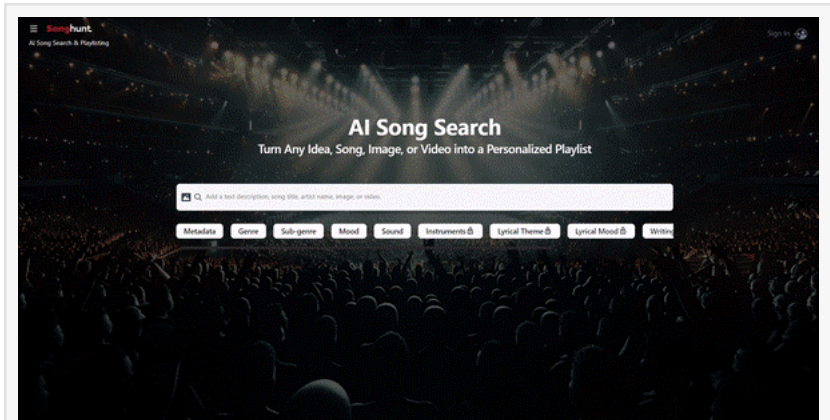 Songhunt
Sign In
AI Song Search & Playlisting
AI Song Search
Turn Any Idea, Song, Image, or Video into a Personalized Playlist
Add a text description, song title, artist name, image, or video.
Metadata Genre Sub-genre Mood Sound Instruments Lyrical Theme Lyrical Mood Writing